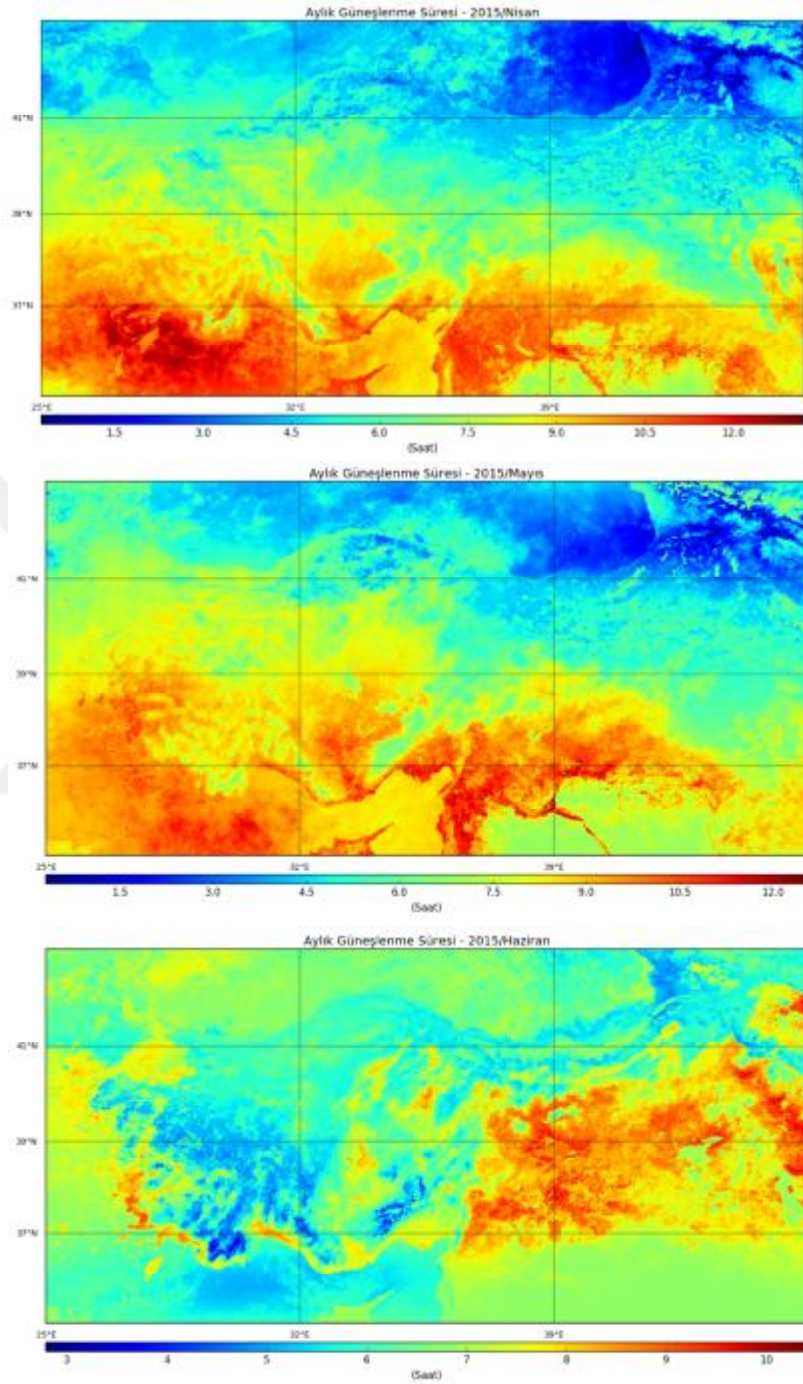 Aylık Güneşlenme Süresi - 2015/Nisan
41°N
39°N
37°N
25°E 32°E 39°E
1.5 3.0 4.5 6.0 7.5 9.0 10.5 12.0
(Saat)
Aylık Güneşlenme Süresi - 2015/Mayıs
41°N
39°N
37°N
25°E 32°E 39°E
1.5 3.0 4.5 6.0 7.5 9.0 10.5 12.0
(Saat)
Aylık Güneşlenme Süresi - 2015/Haziran
41°N
39°N
37°N
25°E 32°E 39°E
3 4 5 6 7 8 9 10
(Saat)